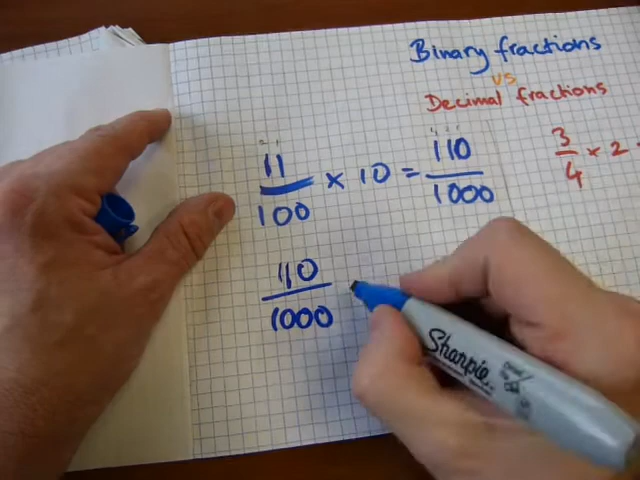 Binary fractions
vs
Decimal fractions
11/100 × 10 = 110/1000
3/4 × 2
110/1000
Sharpie